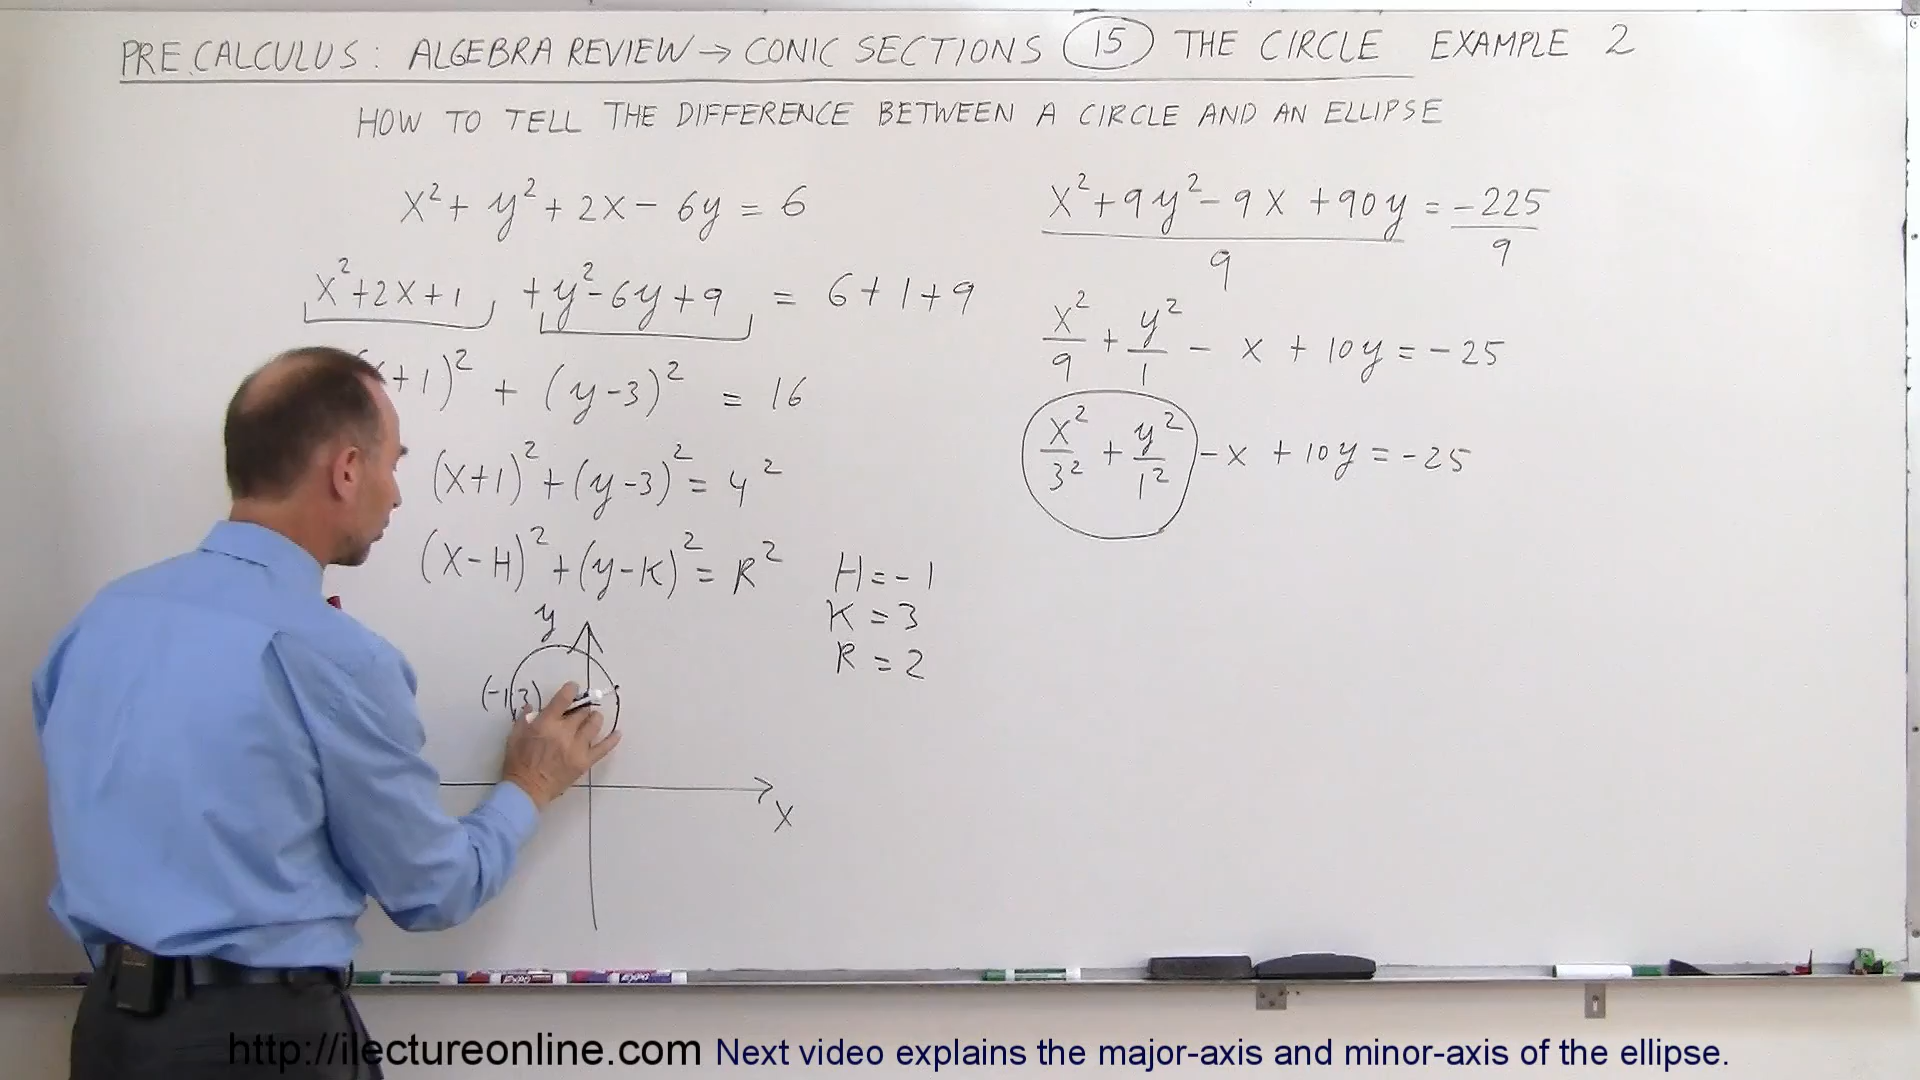 PRE CALCULUS: ALGEBRA REVIEW → CONIC SECTIONS (15) THE CIRCLE EXAMPLE 2
HOW TO TELL THE DIFFERENCE BETWEEN A CIRCLE AND AN ELLIPSE
x² + y² + 2x - 6y = 6
x² + 2x + 1 + y² - 6y + 9 = 6 + 1 + 9
+1)² + (y-3)² = 16
(x+1)² + (y-3)² = 4²
(x-H)² + (y-K)² = R²
H = -1
K = 3
R = 2
y
(-1,3)
x
(x² + 9y² - 9x + 90y)/9 = -225/9
x²/9 + y²/1 - x + 10y = -25
x²/3² + y²/1² - x + 10y = -25
http://ilectureonline.com Next video explains the major-axis and minor-axis of the ellipse.